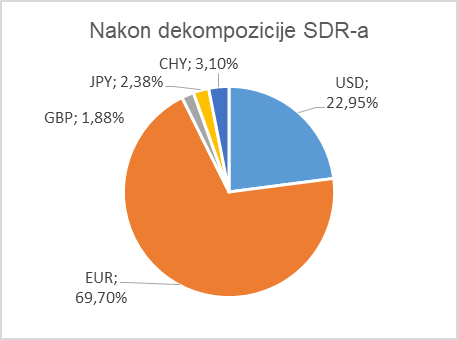 Nakon dekompozicije SDR-a
CHY; 3,10%
JPY; 2,38%
GBP; 1,88%
USD;
22,95%
EUR;
69,70%